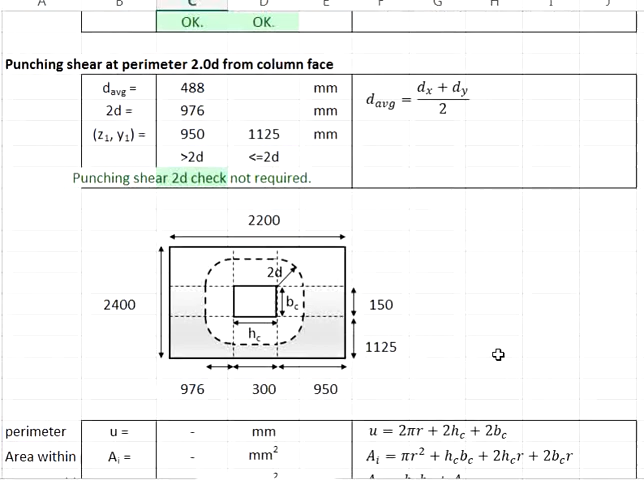 A B C D E F G H I J
OK. OK.
Punching shear at perimeter 2.0d from column face
d_avg = 488 mm
2d = 976 mm
(z₁, y₁) = 950 1125 mm
>2d <=2d
Punching shear 2d check not required.
d_avg = (d_x + d_y) / 2
2200
2d
2400
b_c
150
h_c
1125
976 300 950
perimeter u = - mm u = 2πr + 2h_c + 2b_c
Area within A_i = - mm² A_i = πr² + h_c b_c + 2h_c r + 2b_c r